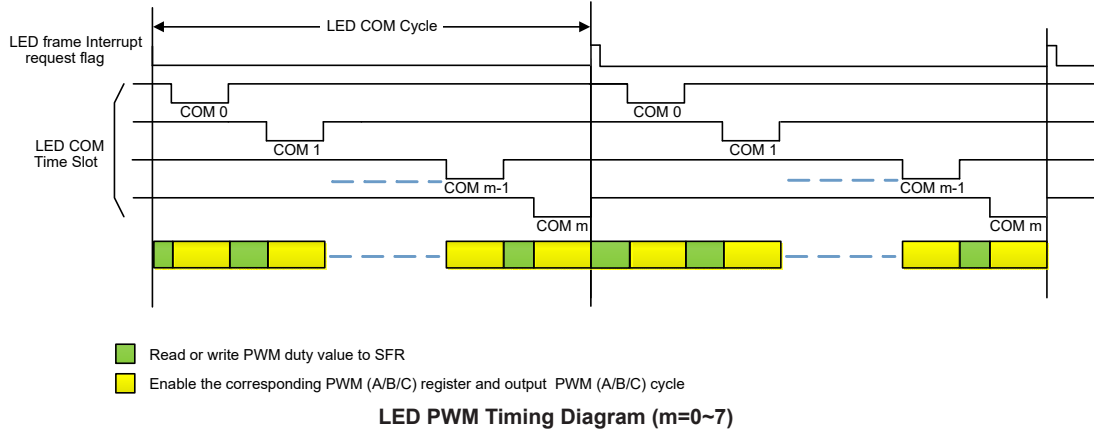 LED COM Cycle
LED frame Interrupt
request flag
COM 0
COM 0
COM 1
COM 1
LED COM
Time Slot
COM m-1
COM m-1
COM m
COM m
Read or write PWM duty value to SFR
Enable the corresponding PWM (A/B/C) register and output PWM (A/B/C) cycle
LED PWM Timing Diagram (m=0~7)